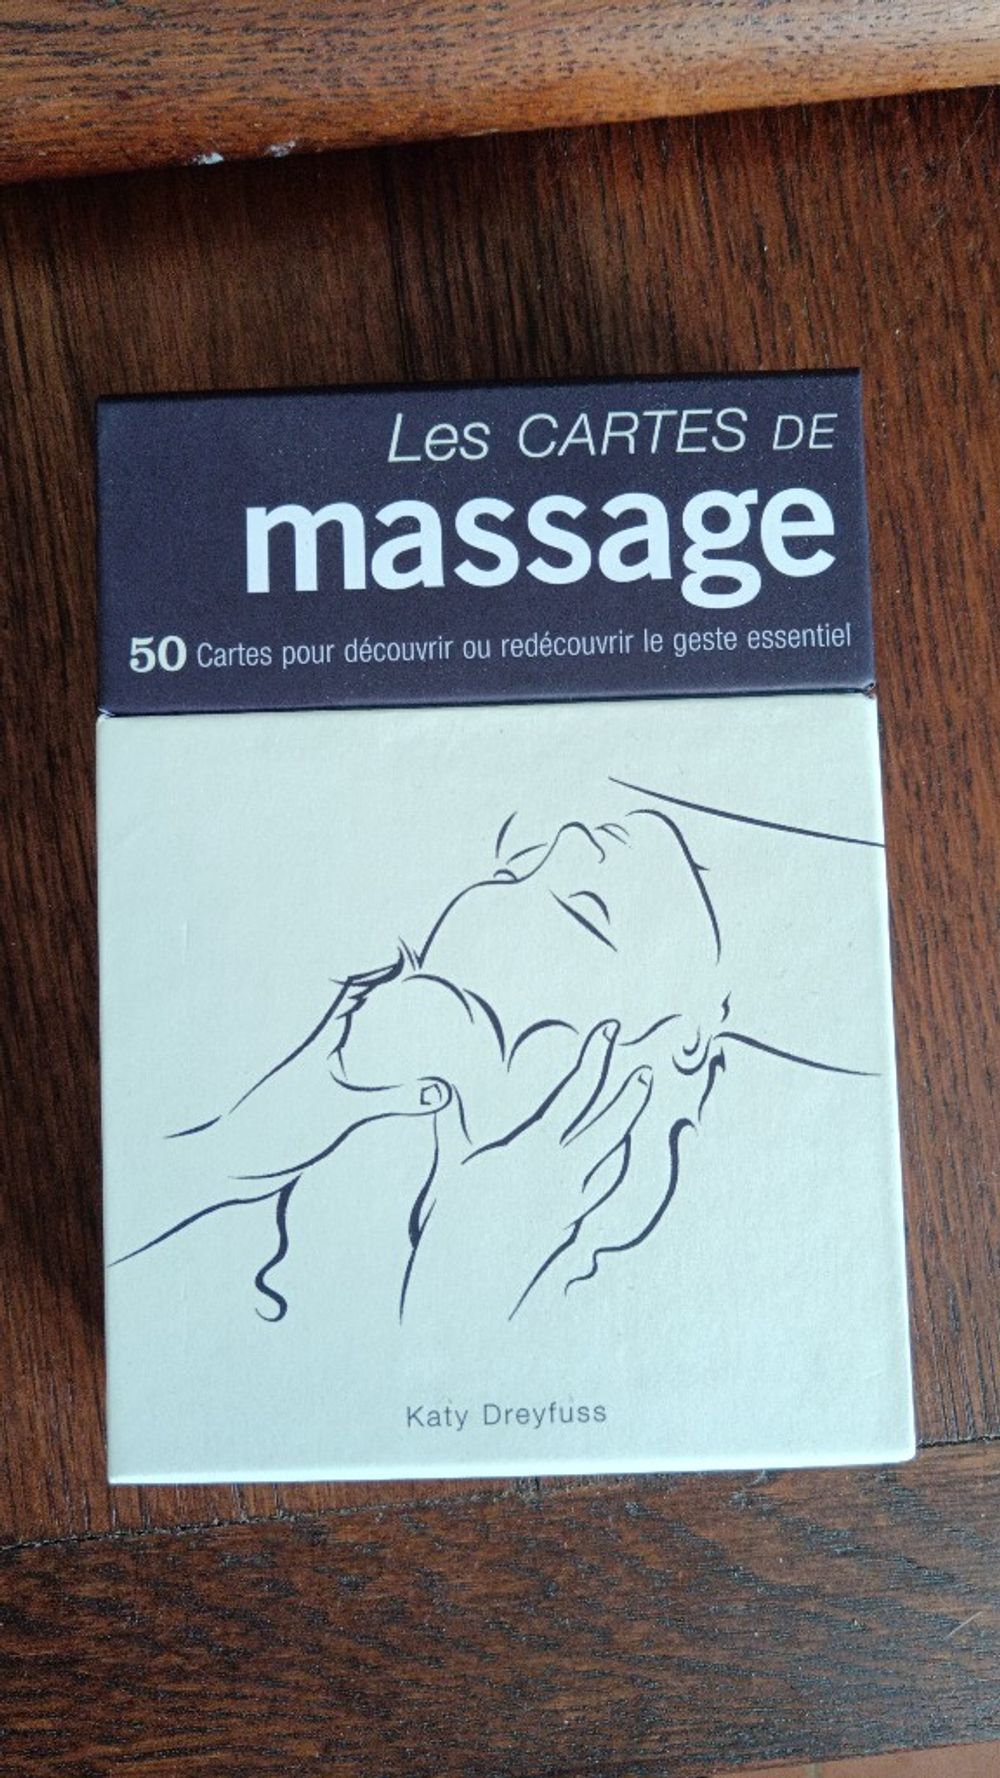 Les CARTES DE
massage
50 Cartes pour découvrir ou redécouvrir le geste essentiel
Katy Dreyfuss